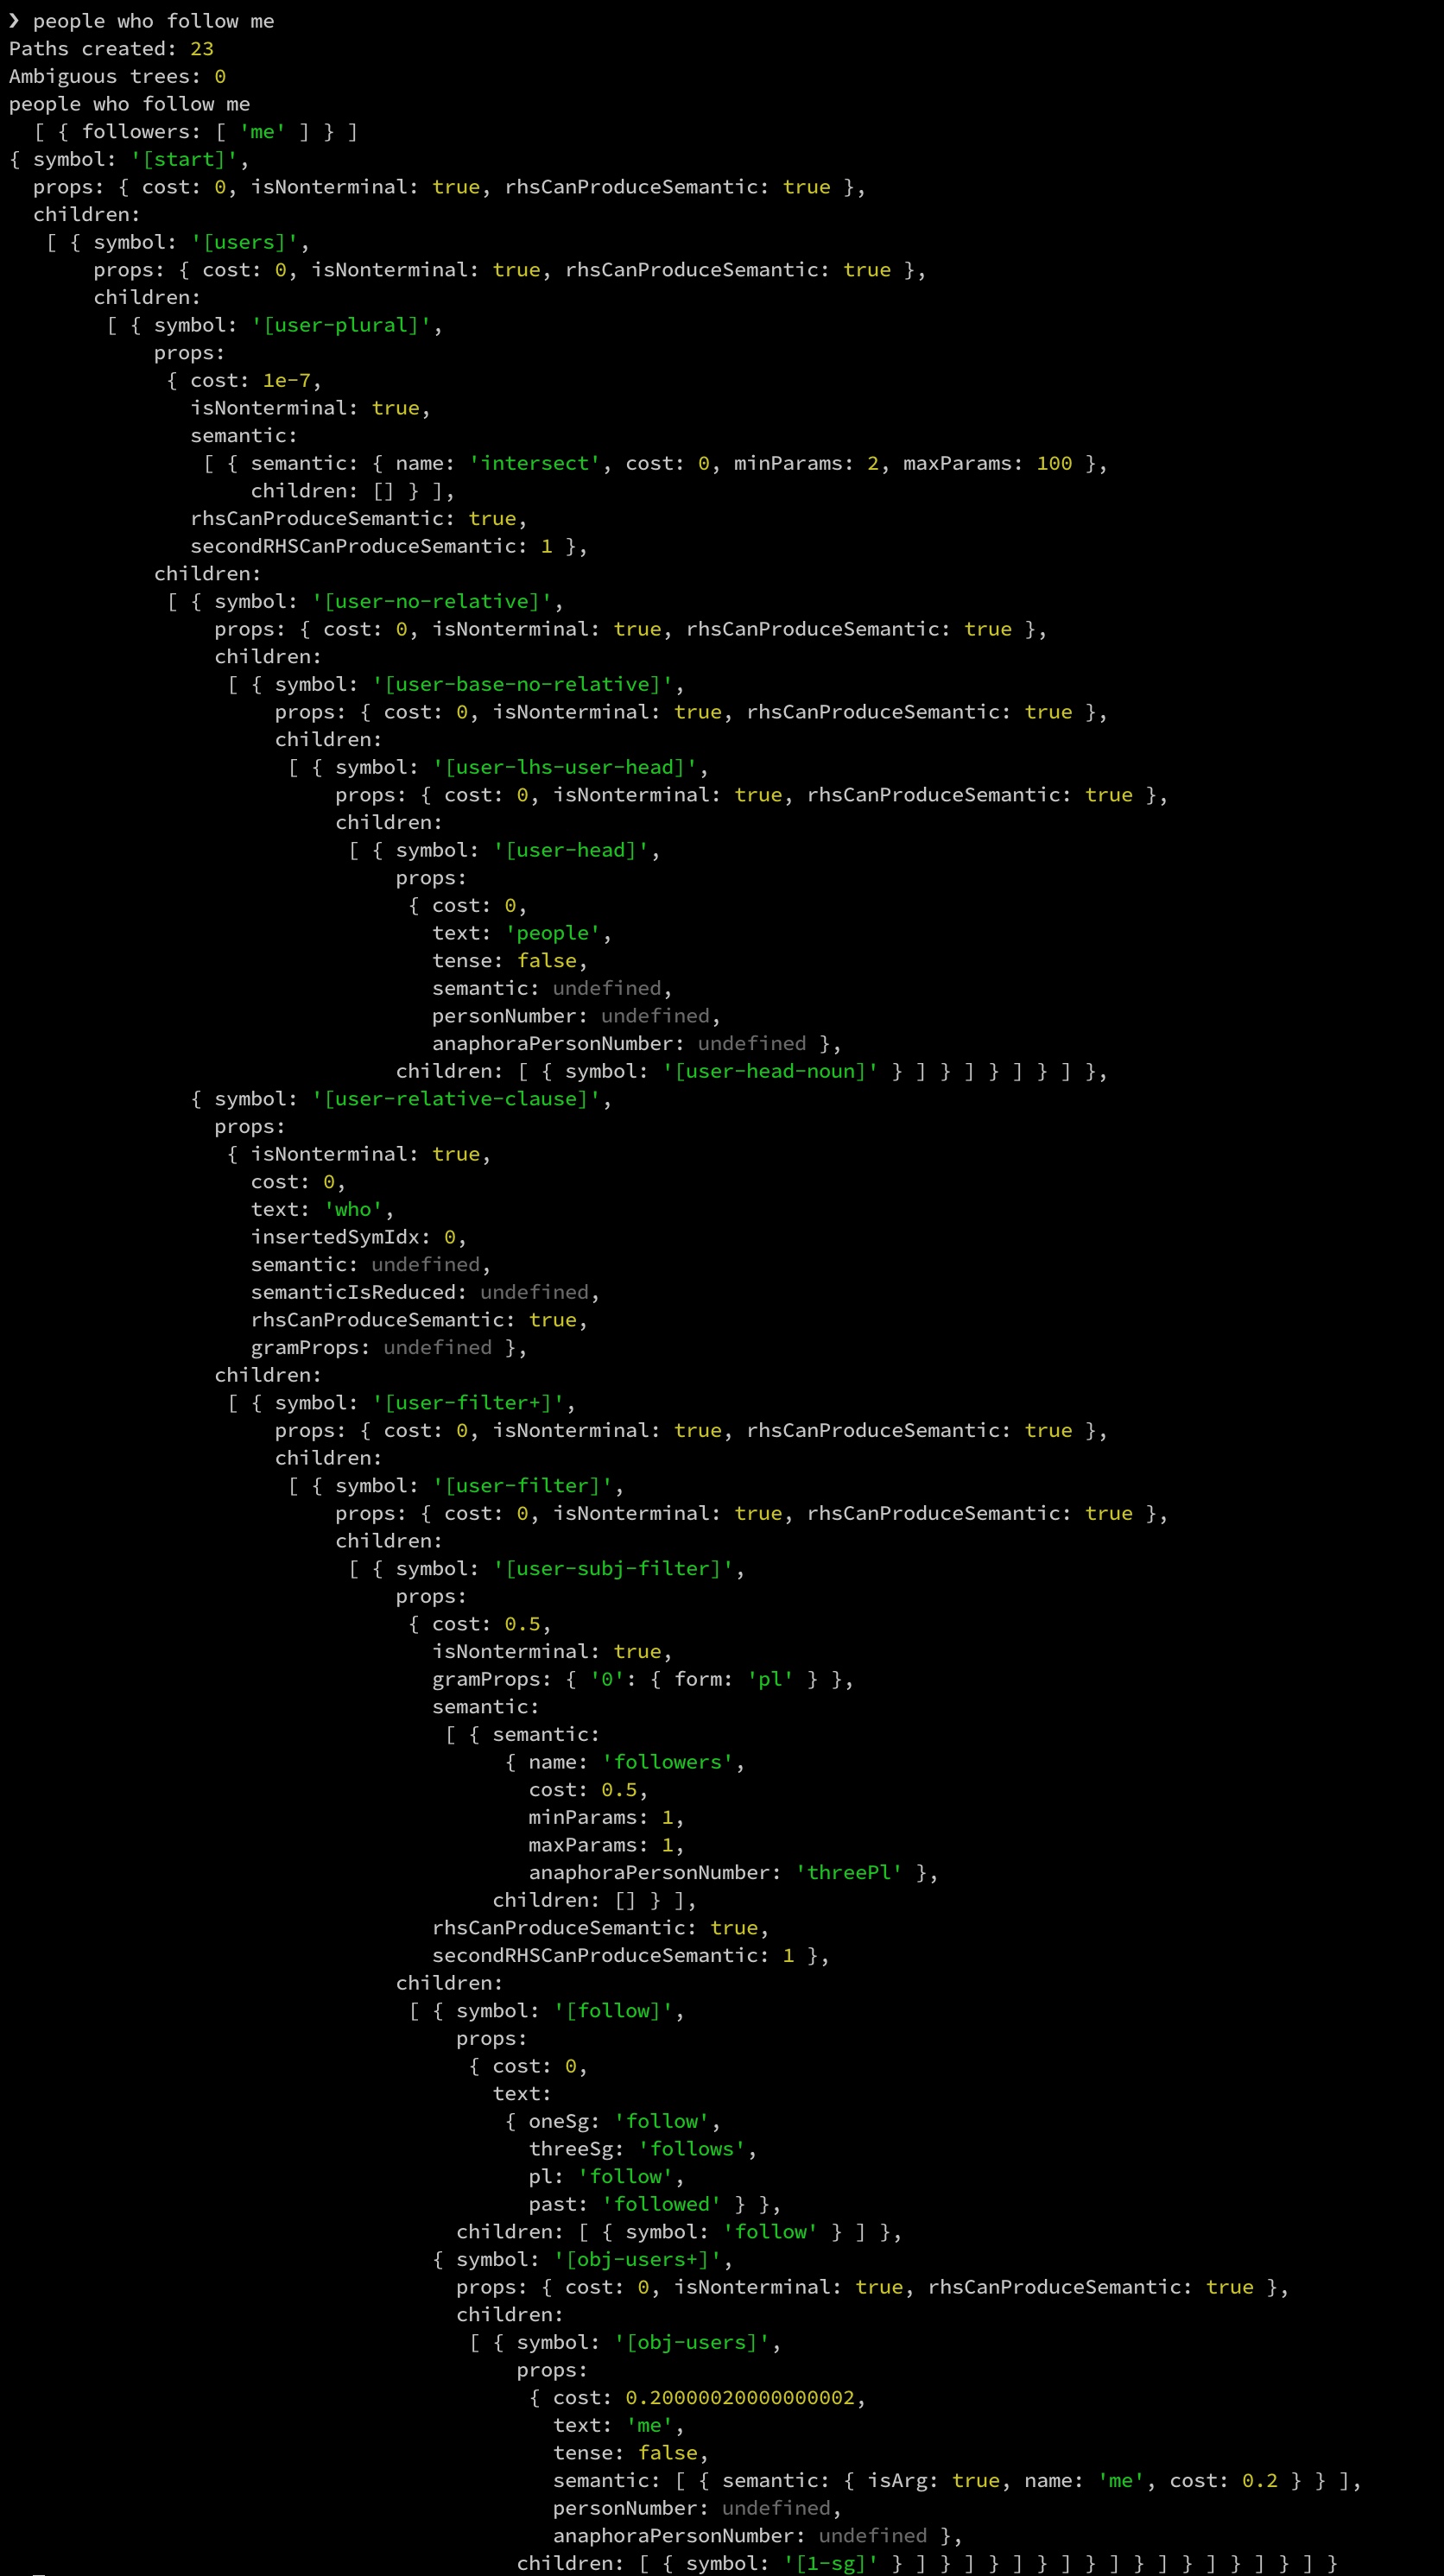 ❯ people who follow me
Paths created: 23
Ambiguous trees: 0
people who follow me
  [ { followers: [ 'me' ] } ]
{ symbol: '[start]',
  props: { cost: 0, isNonterminal: true, rhsCanProduceSemantic: true },
  children:
   [ { symbol: '[users]',
       props: { cost: 0, isNonterminal: true, rhsCanProduceSemantic: true },
       children:
        [ { symbol: '[user-plural]',
            props:
             { cost: 1e-7,
               isNonterminal: true,
               semantic:
                [ { semantic: { name: 'intersect', cost: 0, minParams: 2, maxParams: 100 },
                    children: [] } ],
               rhsCanProduceSemantic: true,
               secondRHSCanProduceSemantic: 1 },
            children:
             [ { symbol: '[user-no-relative]',
                 props: { cost: 0, isNonterminal: true, rhsCanProduceSemantic: true },
                 children:
                  [ { symbol: '[user-base-no-relative]',
                      props: { cost: 0, isNonterminal: true, rhsCanProduceSemantic: true },
                      children:
                       [ { symbol: '[user-lhs-user-head]',
                           props: { cost: 0, isNonterminal: true, rhsCanProduceSemantic: true },
                           children:
                            [ { symbol: '[user-head]',
                                props:
                                 { cost: 0,
                                   text: 'people',
                                   tense: false,
                                   semantic: undefined,
                                   personNumber: undefined,
                                   anaphoraPersonNumber: undefined },
                                children: [ { symbol: '[user-head-noun]' } ] } ] } ] } ] },
               { symbol: '[user-relative-clause]',
                 props:
                  { isNonterminal: true,
                    cost: 0,
                    text: 'who',
                    insertedSymIdx: 0,
                    semantic: undefined,
                    semanticIsReduced: undefined,
                    rhsCanProduceSemantic: true,
                    gramProps: undefined },
                 children:
                  [ { symbol: '[user-filter+]',
                      props: { cost: 0, isNonterminal: true, rhsCanProduceSemantic: true },
                      children:
                       [ { symbol: '[user-filter]',
                           props: { cost: 0, isNonterminal: true, rhsCanProduceSemantic: true },
                           children:
                            [ { symbol: '[user-subj-filter]',
                                props:
                                 { cost: 0.5,
                                   isNonterminal: true,
                                   gramProps: { '0': { form: 'pl' } },
                                   semantic:
                                    [ { semantic:
                                         { name: 'followers',
                                           cost: 0.5,
                                           minParams: 1,
                                           maxParams: 1,
                                           anaphoraPersonNumber: 'threePl' },
                                        children: [] } ],
                                   rhsCanProduceSemantic: true,
                                   secondRHSCanProduceSemantic: 1 },
                                children:
                                 [ { symbol: '[follow]',
                                     props:
                                      { cost: 0,
                                        text:
                                         { oneSg: 'follow',
                                           threeSg: 'follows',
                                           pl: 'follow',
                                           past: 'followed' } },
                                     children: [ { symbol: 'follow' } ] },
                                   { symbol: '[obj-users+]',
                                     props: { cost: 0, isNonterminal: true, rhsCanProduceSemantic: true },
                                     children:
                                      [ { symbol: '[obj-users]',
                                          props:
                                           { cost: 0.20000020000000002,
                                             text: 'me',
                                             tense: false,
                                             semantic: [ { semantic: { isArg: true, name: 'me', cost: 0.2 } } ],
                                             personNumber: undefined,
                                             anaphoraPersonNumber: undefined },
                                          children: [ { symbol: '[1-sg]' } ] } ] } ] } ] } ] } ] } ] } ] }